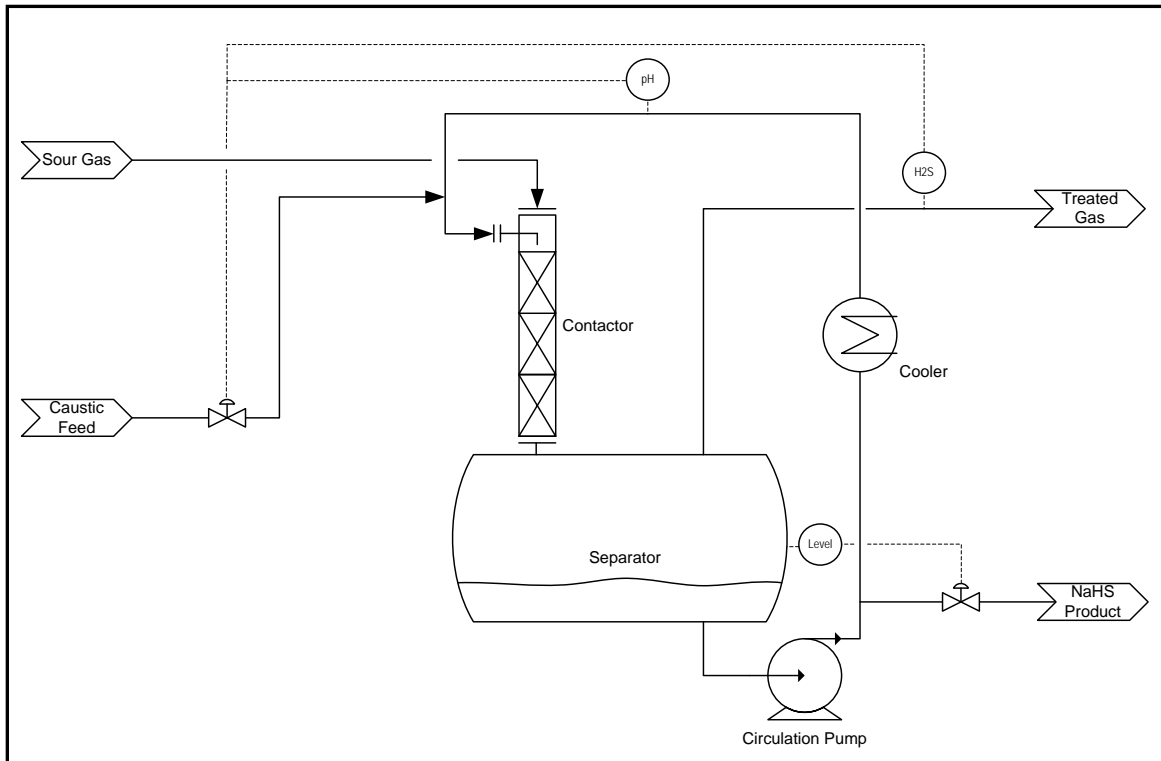 pH
Sour Gas
H2S
Treated
Gas
Contactor
Cooler
Caustic
Feed
Separator
Level
NaHS
Product
Circulation Pump